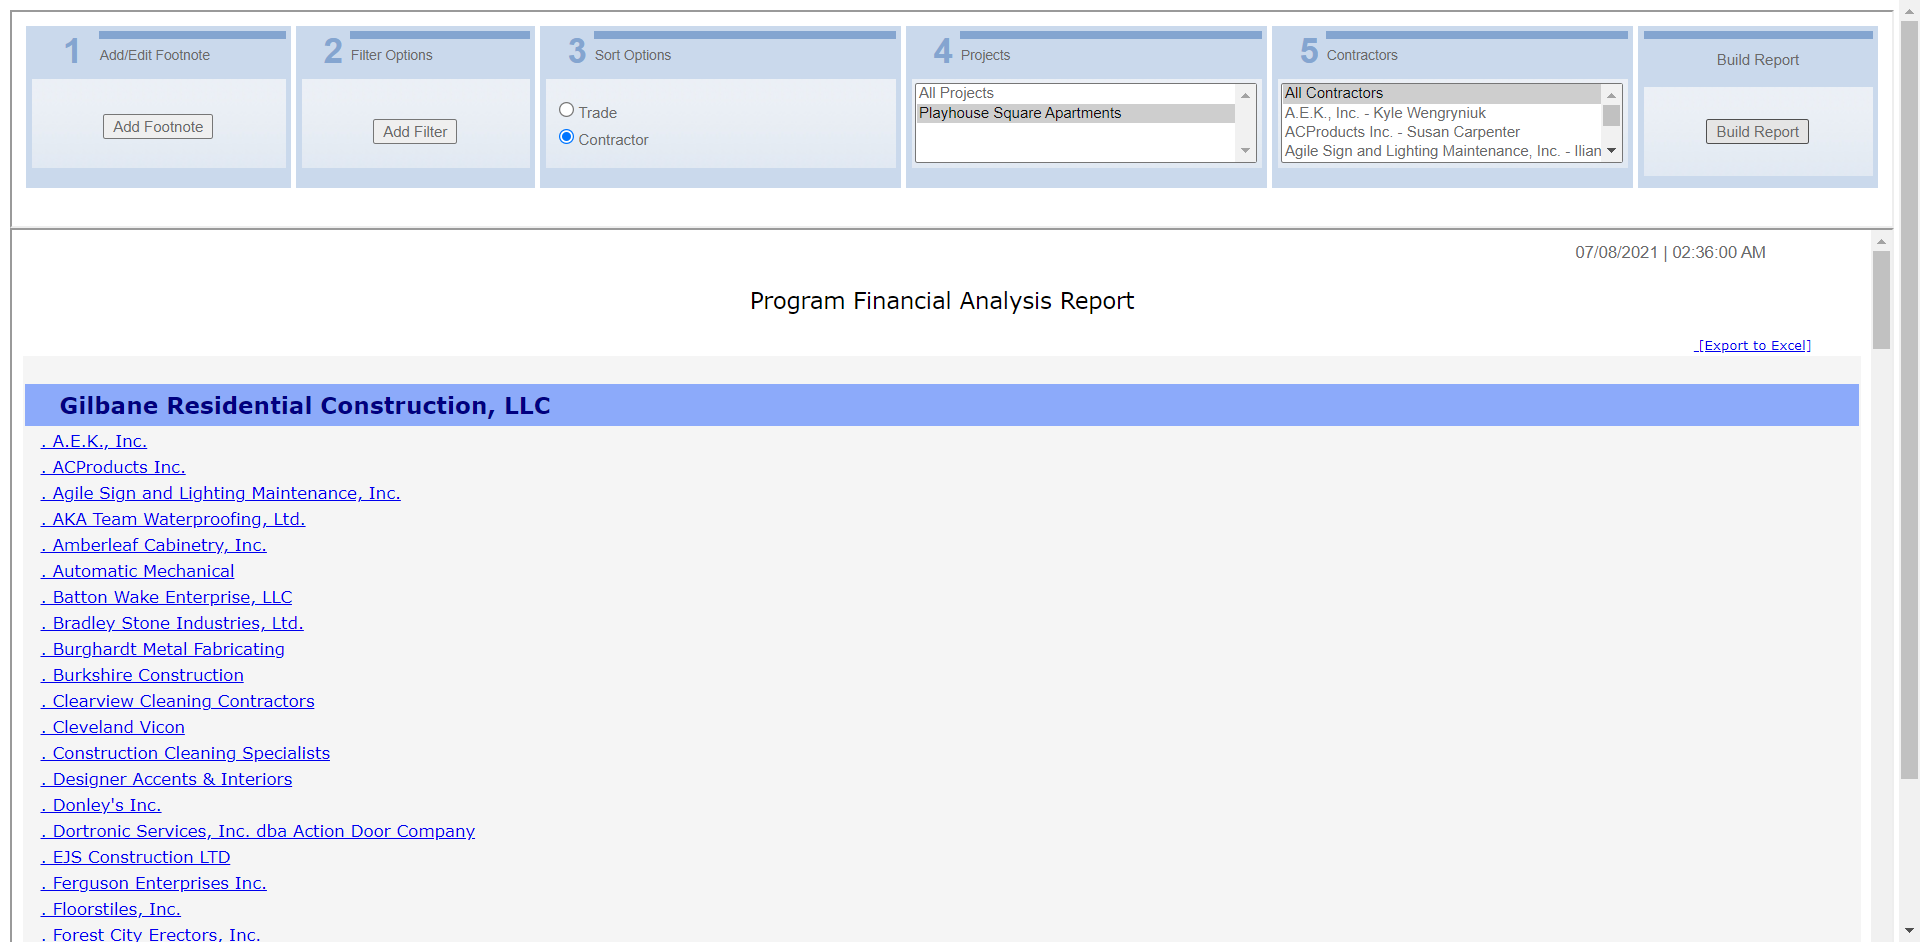 1 Add/Edit Footnote
Add Footnote
2 Filter Options
Add Filter
3 Sort Options
Trade
Contractor
4 Projects
All Projects
Playhouse Square Apartments
5 Contractors
All Contractors
A.E.K., Inc. - Kyle Wengryniuk
ACProducts Inc. - Susan Carpenter
Agile Sign and Lighting Maintenance, Inc. - Ilian
Build Report
Build Report
07/08/2021 | 02:36:00 AM
Program Financial Analysis Report
[Export to Excel]
Gilbane Residential Construction, LLC
. A.E.K., Inc.
. ACProducts Inc.
. Agile Sign and Lighting Maintenance, Inc.
. AKA Team Waterproofing, Ltd.
. Amberleaf Cabinetry, Inc.
. Automatic Mechanical
. Batton Wake Enterprise, LLC
. Bradley Stone Industries, Ltd.
. Burghardt Metal Fabricating
. Burkshire Construction
. Clearview Cleaning Contractors
. Cleveland Vicon
. Construction Cleaning Specialists
. Designer Accents & Interiors
. Donley's Inc.
. Dortronic Services, Inc. dba Action Door Company
. EJS Construction LTD
. Ferguson Enterprises Inc.
. Floorstiles, Inc.
. Forest City Erectors, Inc.